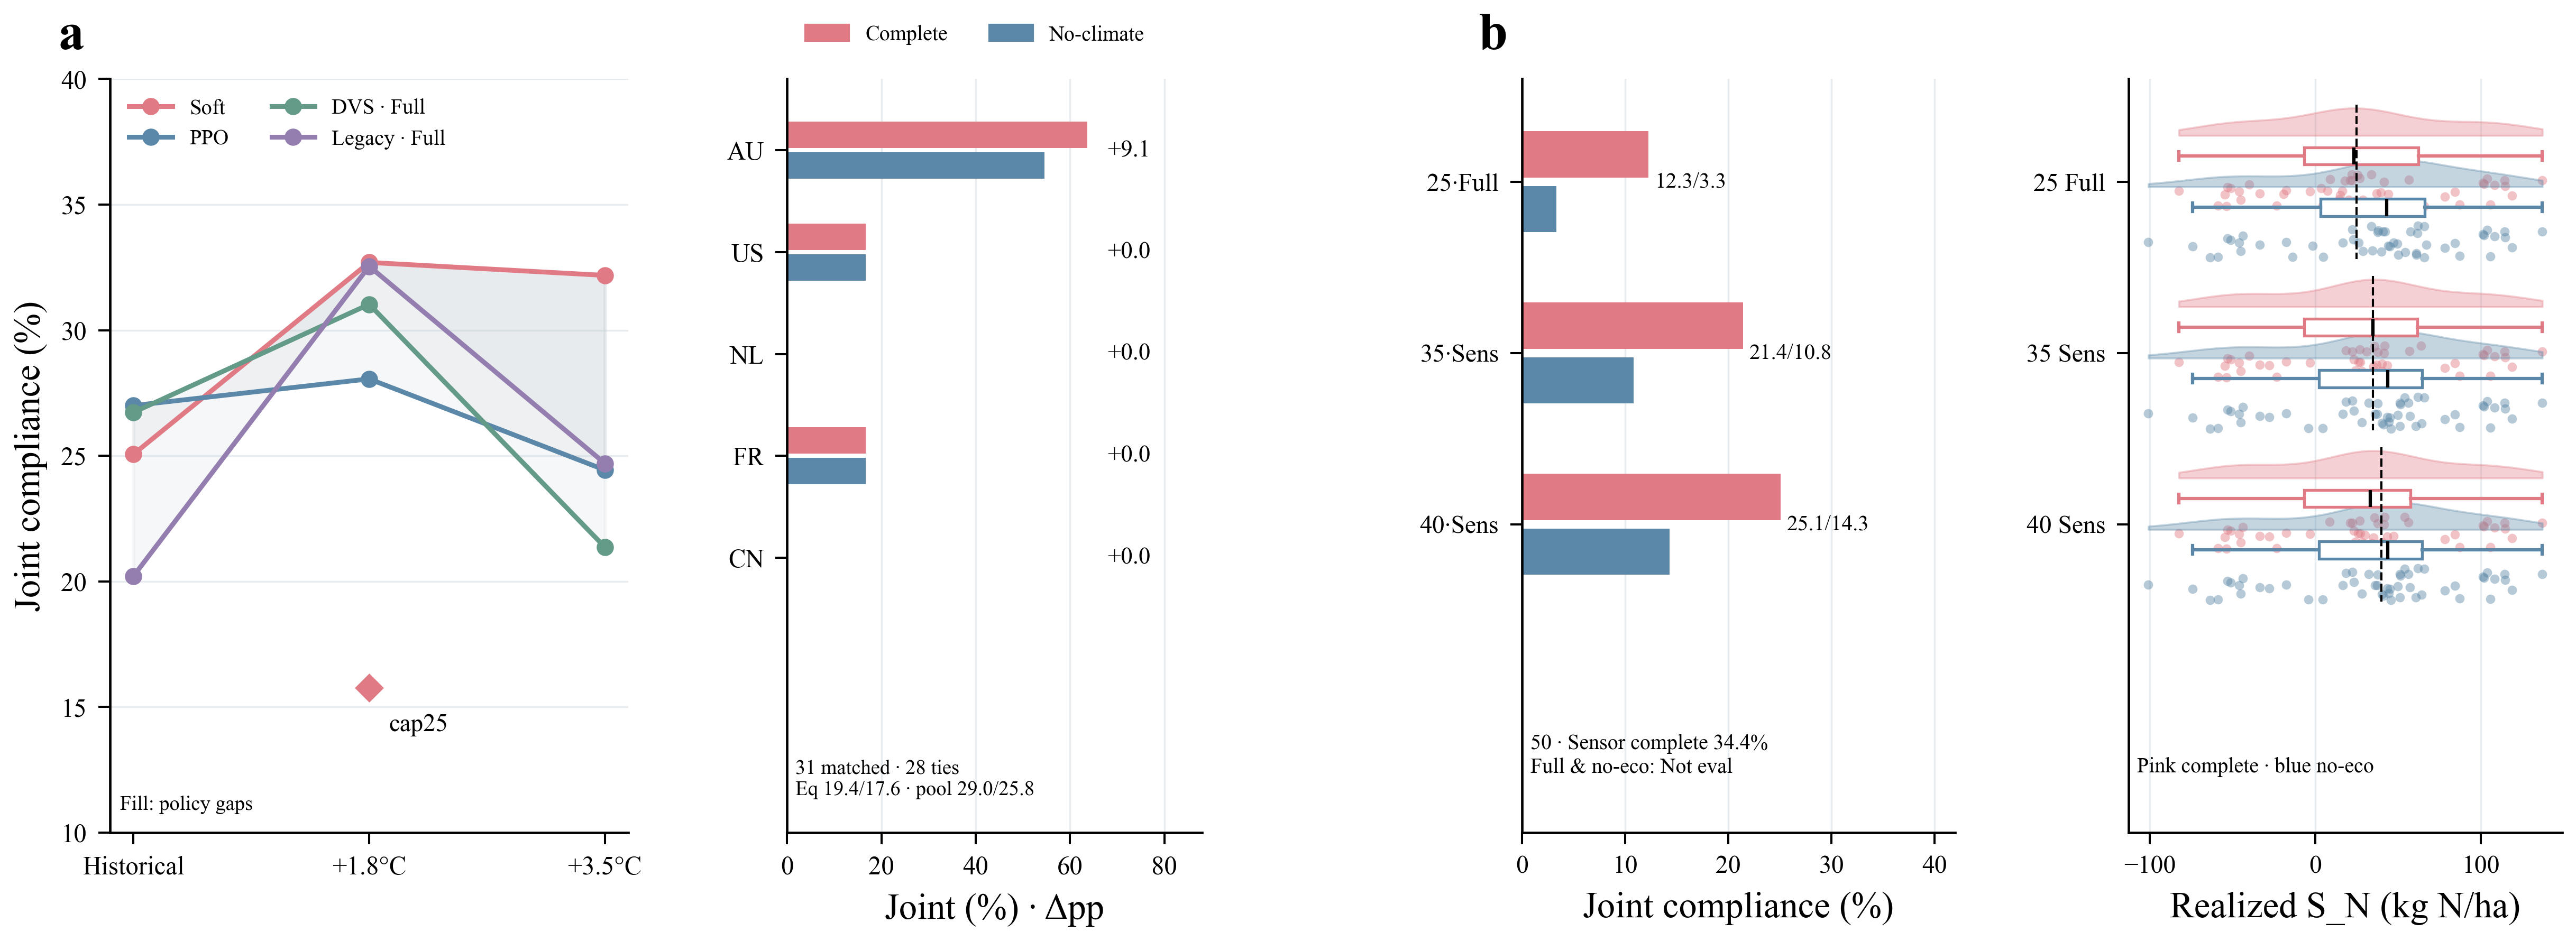 a
Joint compliance (%)
40
35
30
25
20
15
10
Soft
PPO
DVS · Full
Legacy · Full
cap25
Fill: policy gaps
Historical
+1.8°C
+3.5°C
Complete
No-climate
AU
+9.1
US
+0.0
NL
+0.0
FR
+0.0
CN
+0.0
31 matched · 28 ties
Eq 19.4/17.6 · pool 29.0/25.8
0
20
40
60
80
Joint (%) · Δpp
b
25·Full
12.3/3.3
35·Sens
21.4/10.8
40·Sens
25.1/14.3
50 · Sensor complete 34.4%
Full & no-eco: Not eval
0
10
20
30
40
Joint compliance (%)
25 Full
35 Sens
40 Sens
Pink complete · blue no-eco
−100
0
100
Realized S_N (kg N/ha)